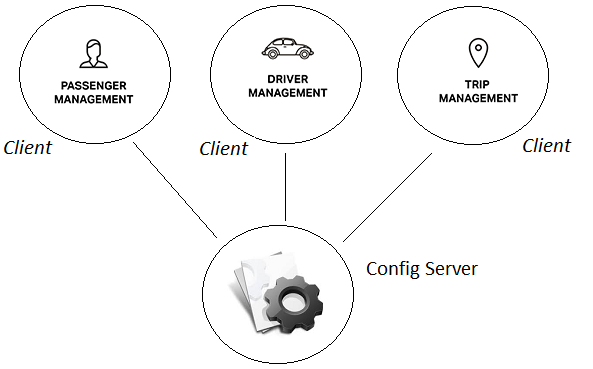 PASSENGER
MANAGEMENT
DRIVER
MANAGEMENT
TRIP
MANAGEMENT
Client
Client
Client
Config Server